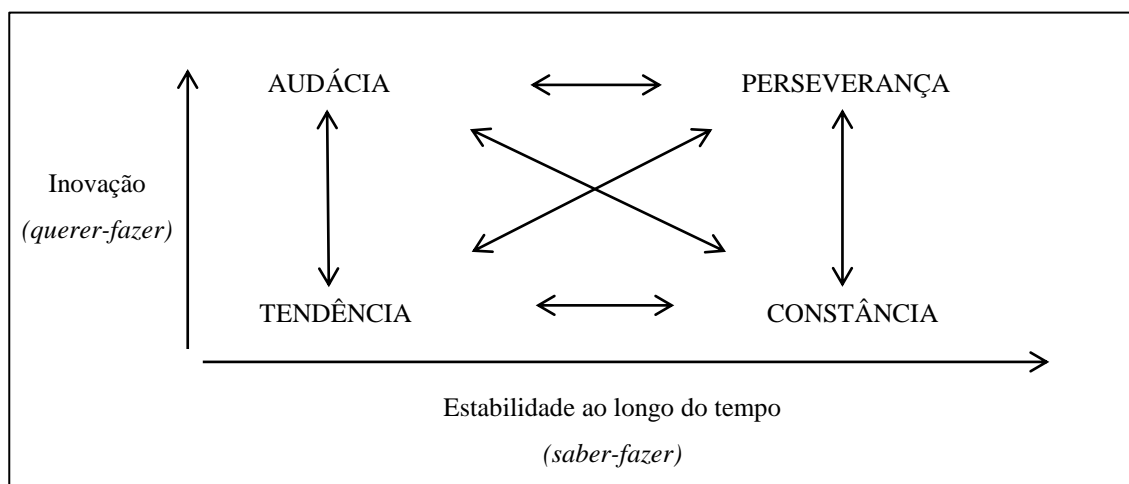 AUDÁCIA
PERSEVERANÇA
Inovação
(querer-fazer)
TENDÊNCIA
CONSTÂNCIA
Estabilidade ao longo do tempo
(saber-fazer)